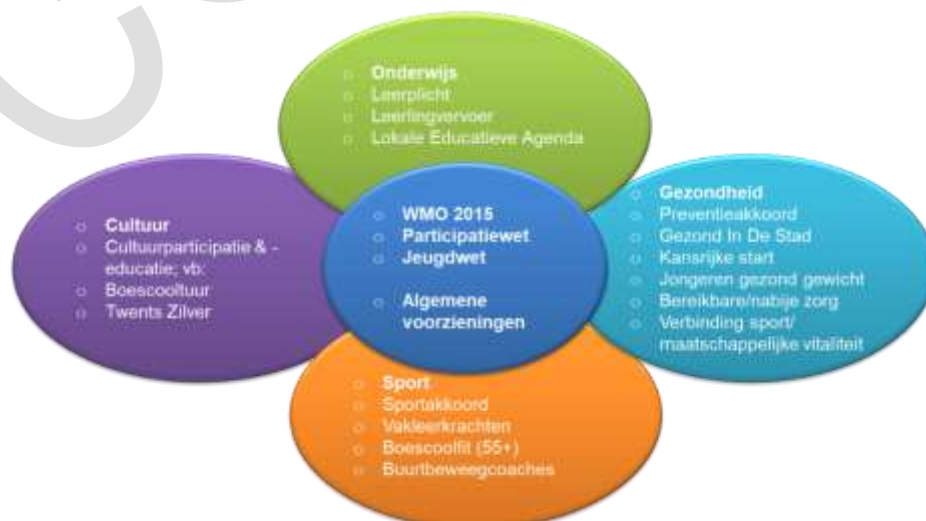 Onderwijs
Leerplicht
Leerlingvervoer
Lokale Educatieve Agenda
Cultuur
Cultuurparticipatie & -
educatie; vb:
Boescooltuur
Twents Zilver
WMO 2015
Participatiewet
Jeugdwet
Algemene
voorzieningen
Gezondheid
Preventieakkoord
Gezond In De Stad
Kansrijke start
Jongeren gezond gewicht
Bereikbare/nabije zorg
Verbinding sport/
maatschappelijke vitaliteit
Sport
Sportakkoord
Vakleerkrachten
Boescoolfit (55+)
Buurtbeweegcoaches